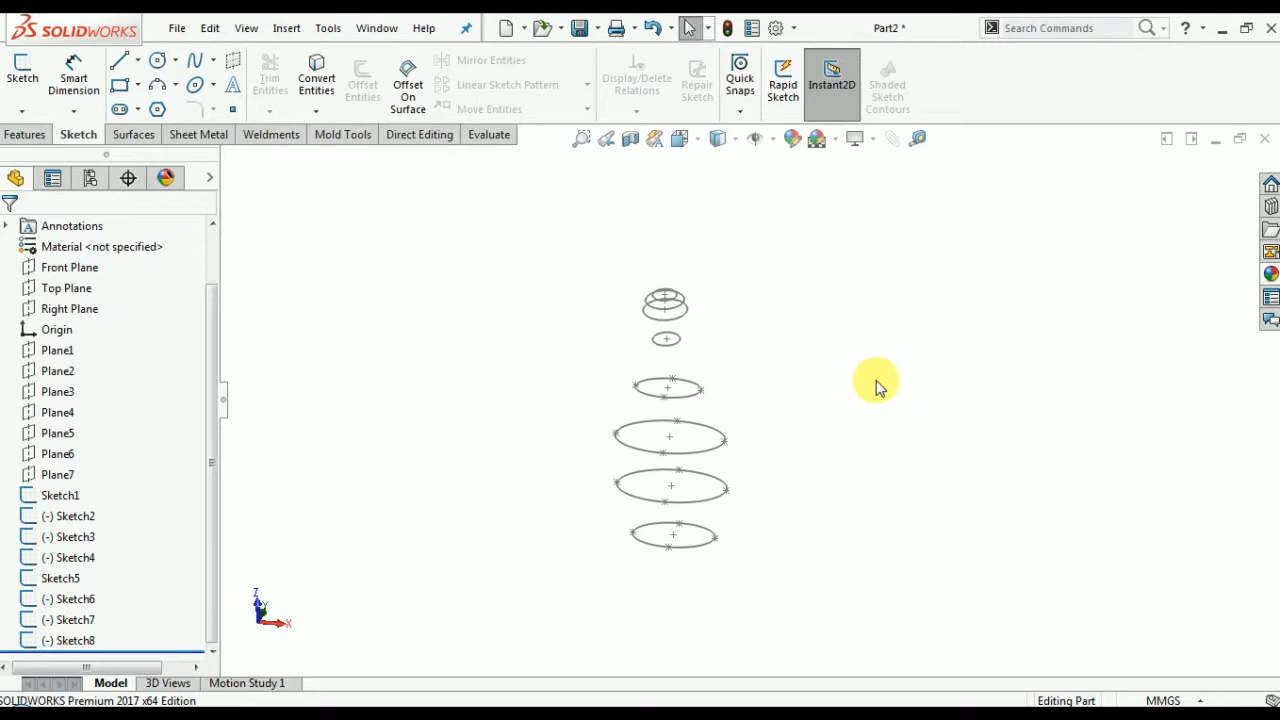 SOLIDWORKS File Edit View Insert Tools Window Help Part2 * Search Commands ?
Sketch Smart Dimension Trim Entities Convert Entities Offset Entities Offset On Surface Mirror Entities Linear Sketch Pattern Move Entities Display/Delete Relations Repair Sketch Quick Snaps Rapid Sketch Instant2D Shaded Sketch Contours
Features Sketch Surfaces Sheet Metal Weldments Mold Tools Direct Editing Evaluate
Annotations
Material <not specified>
Front Plane
Top Plane
Right Plane
Origin
Plane1
Plane2
Plane3
Plane4
Plane5
Plane6
Plane7
Sketch1
(-) Sketch2
(-) Sketch3
(-) Sketch4
Sketch5
(-) Sketch6
(-) Sketch7
(-) Sketch8
Z
Y
X
Model 3D Views Motion Study 1
SOLIDWORKS Premium 2017 x64 Edition Editing Part MMGS